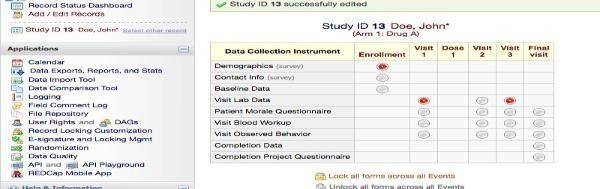 Record Status Dashboard
Add / Edit Records
Study ID 13 Doe, John* Select other record
Applications
Calendar
Data Exports, Reports, and Stats
Data Import Tool
Data Comparison Tool
Logging
Field Comment Log
File Repository
User Rights and DAGs
Record Locking Customization
E-signature and Locking Mgmt
Randomization
Data Quality
API and API Playground
REDCap Mobile App
Help & Information
Study ID 13 successfully edited
Study ID 13 Doe, John*
(Arm 1: Drug A)
Data Collection Instrument Enrollment Visit 1 Dose 1 Visit 2 Visit 3 Final visit
Demographics (survey)
Contact Info (survey)
Baseline Data
Visit Lab Data
Patient Morale Questionnaire
Visit Blood Workup
Visit Observed Behavior
Completion Data
Completion Project Questionnaire
Lock all forms across all Events
Unlock all forms across all Events